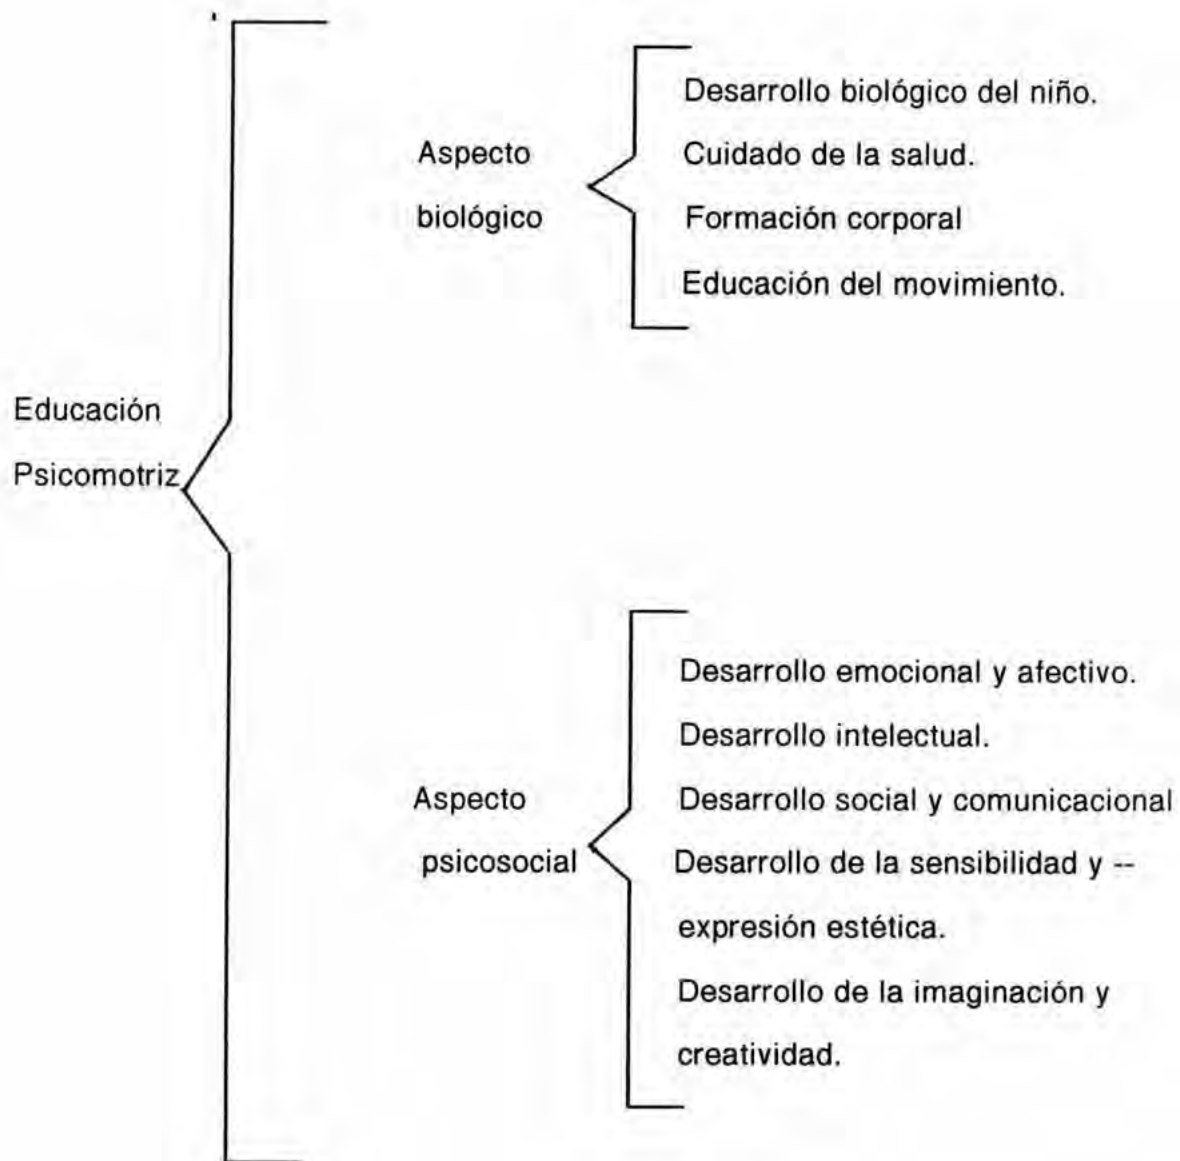 Educación
Psicomotriz
Aspecto
biológico
Desarrollo biológico del niño.
Cuidado de la salud.
Formación corporal
Educación del movimiento.
Aspecto
psicosocial
Desarrollo emocional y afectivo.
Desarrollo intelectual.
Desarrollo social y comunicacional
Desarrollo de la sensibilidad y --
expresión estética.
Desarrollo de la imaginación y
creatividad.